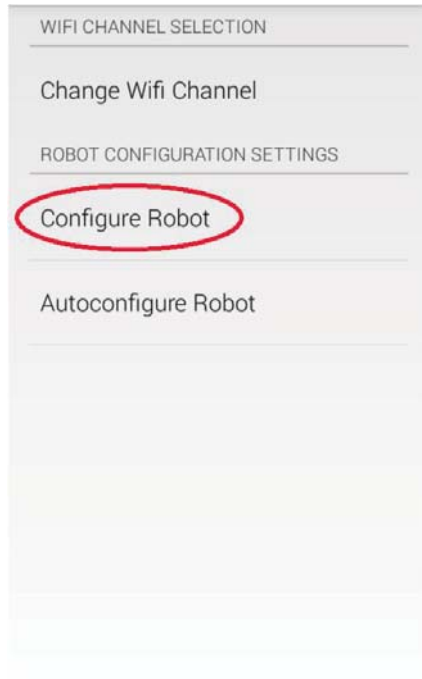 WIFI CHANNEL SELECTION
Change Wifi Channel
ROBOT CONFIGURATION SETTINGS
Configure Robot
Autoconfigure Robot